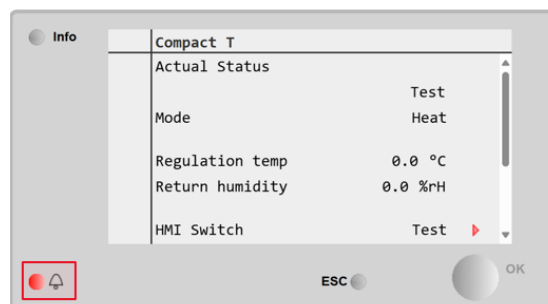 Info
Compact T
Actual Status
Test
Mode Heat
Regulation temp 0.0 °C
Return humidity 0.0 %rH
HMI Switch Test
ESC
OK